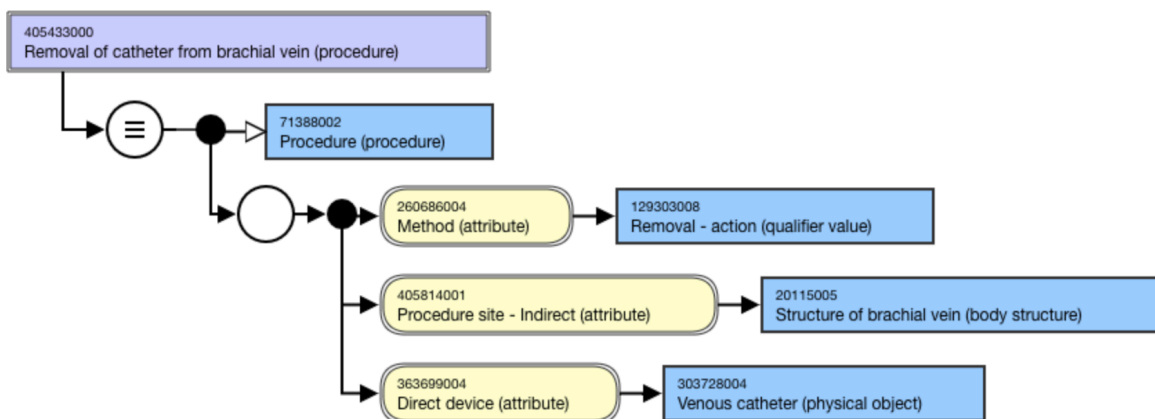 405433000
Removal of catheter from brachial vein (procedure)
71388002
Procedure (procedure)
260686004
Method (attribute)
129303008
Removal - action (qualifier value)
405814001
Procedure site - Indirect (attribute)
20115005
Structure of brachial vein (body structure)
363699004
Direct device (attribute)
303728004
Venous catheter (physical object)